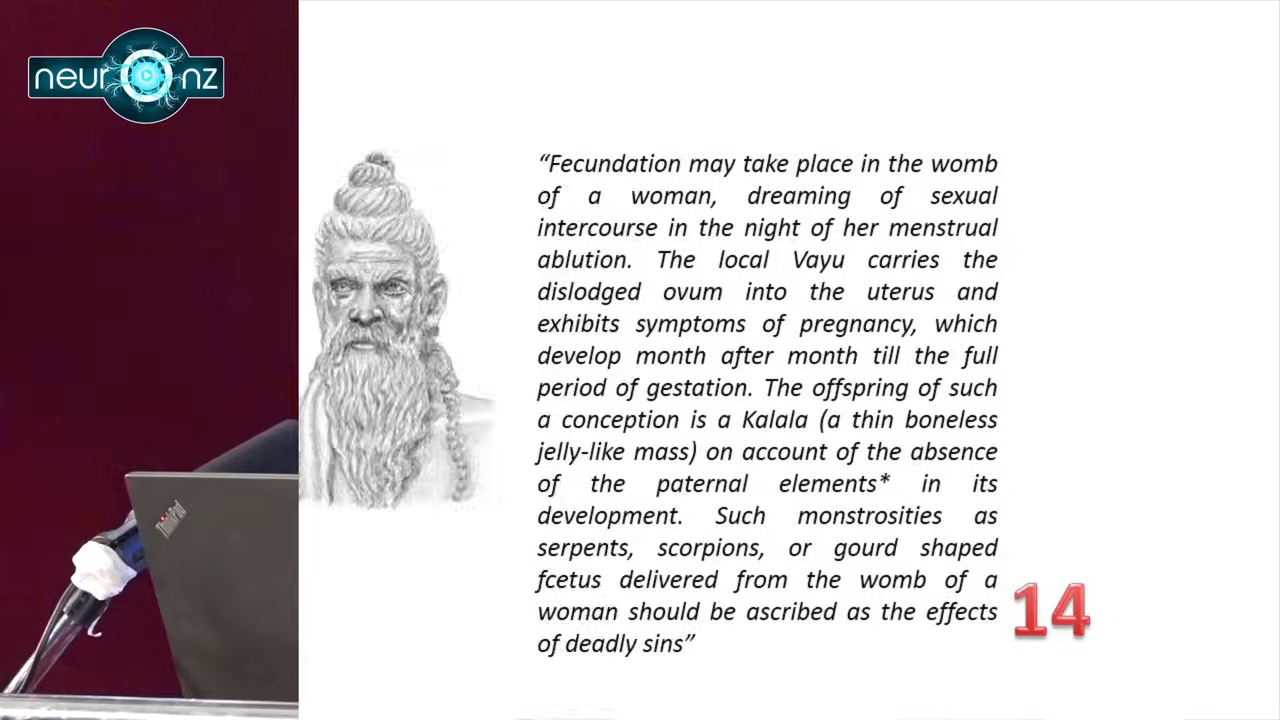 neuronz
“Fecundation may take place in the womb
of a woman, dreaming of sexual
intercourse in the night of her menstrual
ablution. The local Vayu carries the
dislodged ovum into the uterus and
exhibits symptoms of pregnancy, which
develop month after month till the full
period of gestation. The offspring of such
a conception is a Kalala (a thin boneless
jelly-like mass) on account of the absence
of the paternal elements* in its
development. Such monstrosities as
serpents, scorpions, or gourd shaped
fcetus delivered from the womb of a
woman should be ascribed as the effects
of deadly sins”
14
ThinkPad